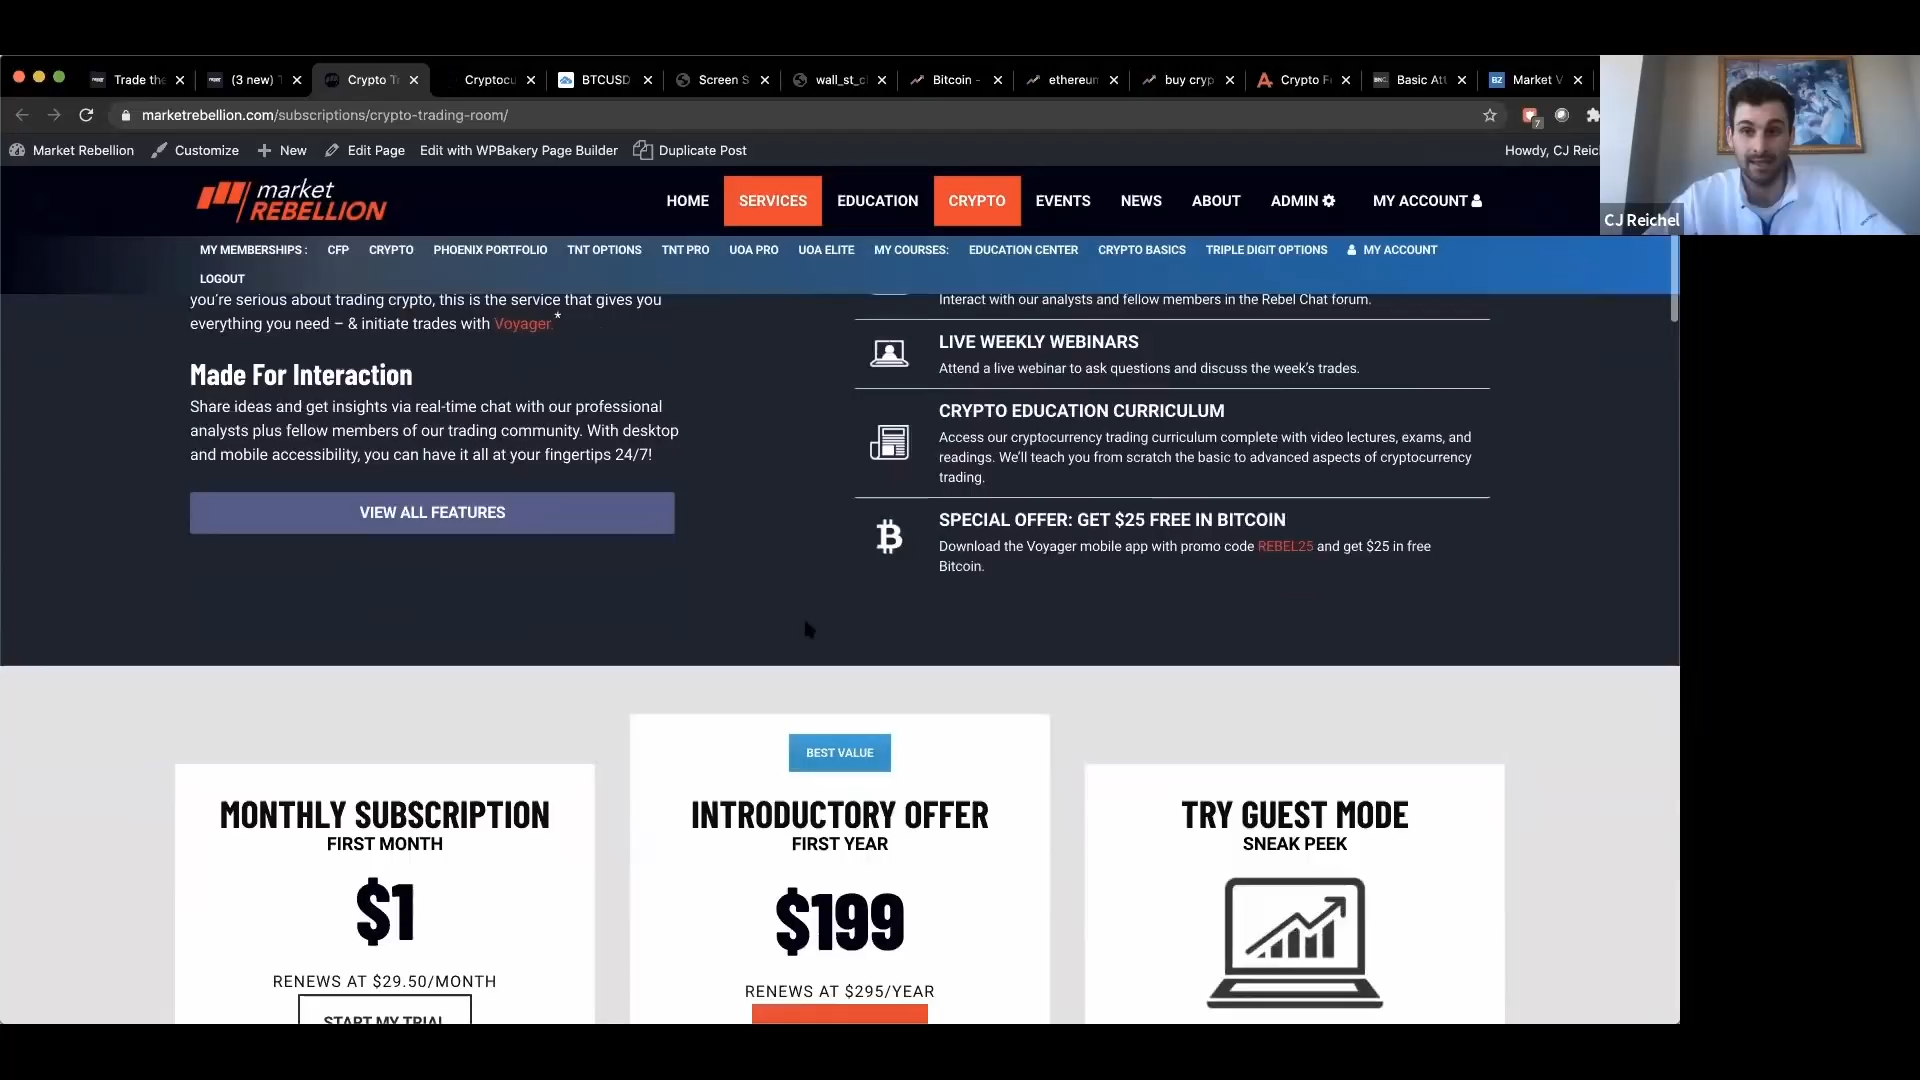 Trade the
(3 new) T
Crypto T
Cryptocu
BTCUSD
Screen S
wall_st_c
Bitcoin -
ethereum
buy cryp
Crypto F
Basic Att
Market V
marketrebellion.com/subscriptions/crypto-trading-room/
7
Market Rebellion
Customize
New
Edit Page
Edit with WPBakery Page Builder
Duplicate Post
Howdy, CJ Reic
CJ Reichel
market
REBELLION
HOME
SERVICES
EDUCATION
CRYPTO
EVENTS
NEWS
ABOUT
ADMIN
MY ACCOUNT
MY MEMBERSHIPS :
CFP
CRYPTO
PHOENIX PORTFOLIO
TNT OPTIONS
TNT PRO
UOA PRO
UOA ELITE
MY COURSES:
EDUCATION CENTER
CRYPTO BASICS
TRIPLE DIGIT OPTIONS
MY ACCOUNT
LOGOUT
you're serious about trading crypto, this is the service that gives you
everything you need – & initiate trades with Voyager.*
Made For Interaction
Share ideas and get insights via real-time chat with our professional
analysts plus fellow members of our trading community. With desktop
and mobile accessibility, you can have it all at your fingertips 24/7!
VIEW ALL FEATURES
Interact with our analysts and fellow members in the Rebel Chat forum.
LIVE WEEKLY WEBINARS
Attend a live webinar to ask questions and discuss the week's trades.
CRYPTO EDUCATION CURRICULUM
Access our cryptocurrency trading curriculum complete with video lectures, exams, and
readings. We'll teach you from scratch the basic to advanced aspects of cryptocurrency
trading.
SPECIAL OFFER: GET $25 FREE IN BITCOIN
Download the Voyager mobile app with promo code REBEL25 and get $25 in free
Bitcoin.
MONTHLY SUBSCRIPTION
FIRST MONTH
$1
RENEWS AT $29.50/MONTH
START MY TRIAL
BEST VALUE
INTRODUCTORY OFFER
FIRST YEAR
$199
RENEWS AT $295/YEAR
TRY GUEST MODE
SNEAK PEEK